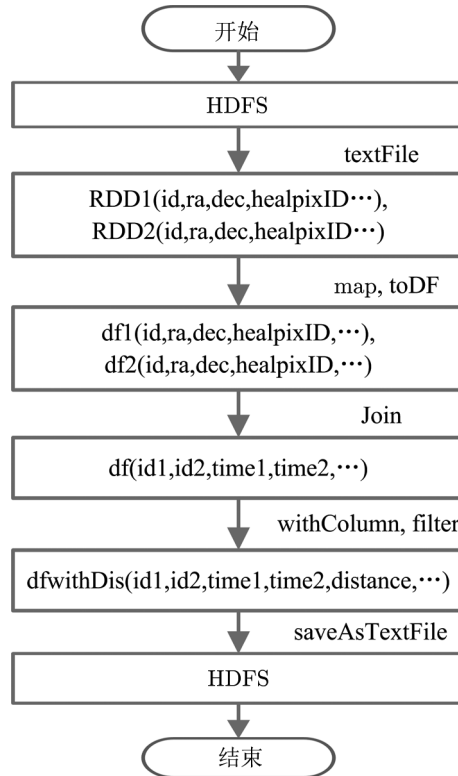 开始
HDFS
textFile
RDD1(id,ra,dec,healpixID···),
RDD2(id,ra,dec,healpixID···)
map, toDF
df1(id,ra,dec,healpixID,···),
df2(id,ra,dec,healpixID,···)
Join
df(id1,id2,time1,time2,···)
withColumn, filter
dfwithDis(id1,id2,time1,time2,distance,···)
saveAsTextFile
HDFS
结束